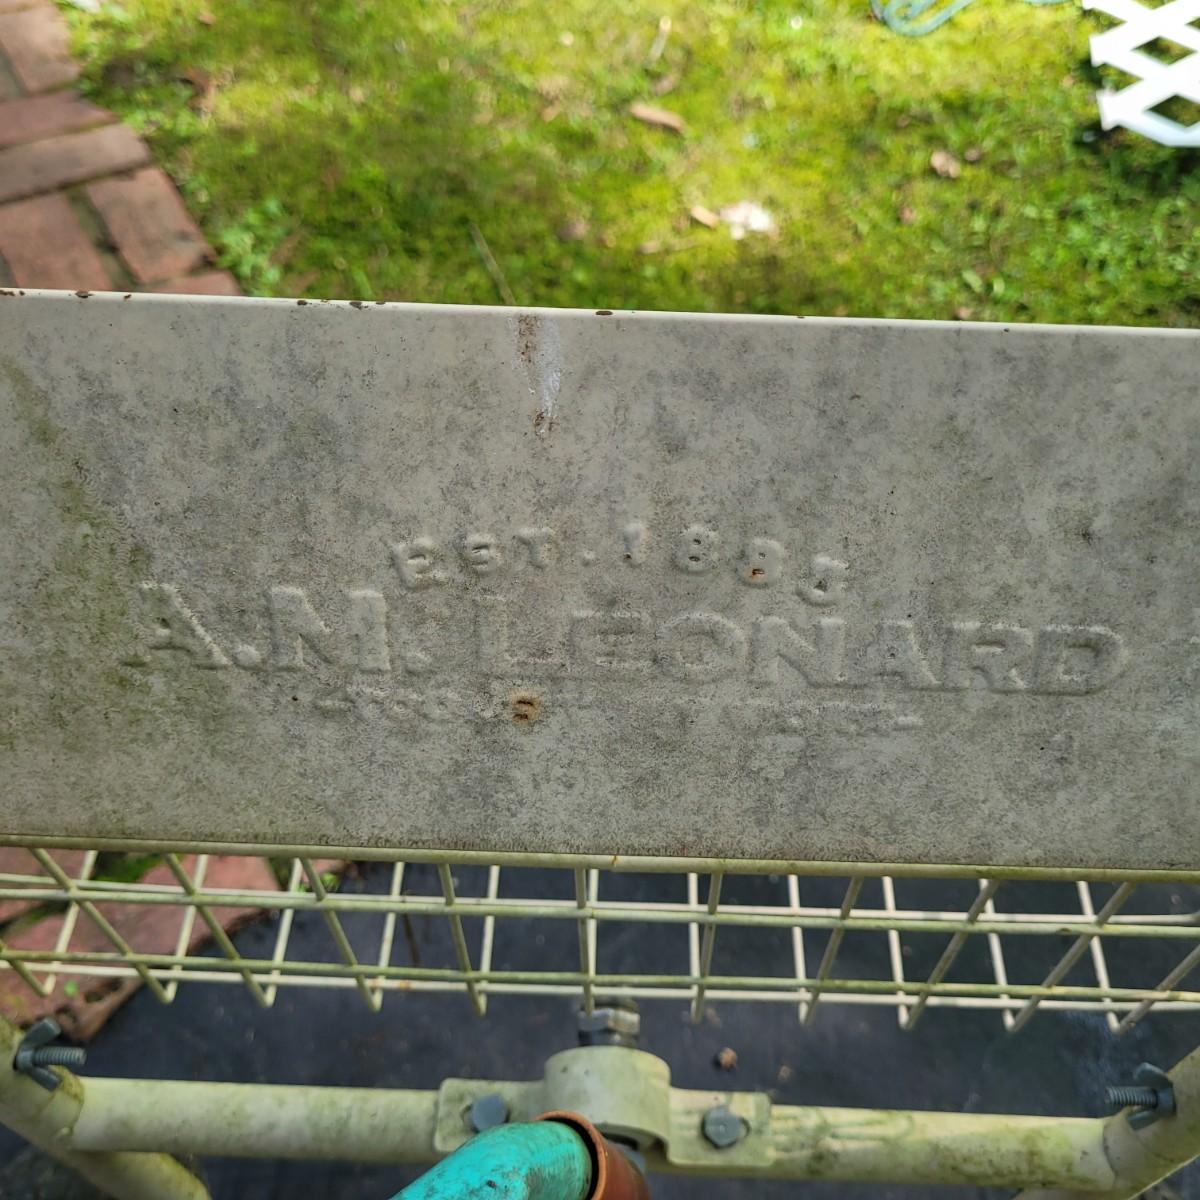 EST. 1885
A.M. LEONARD